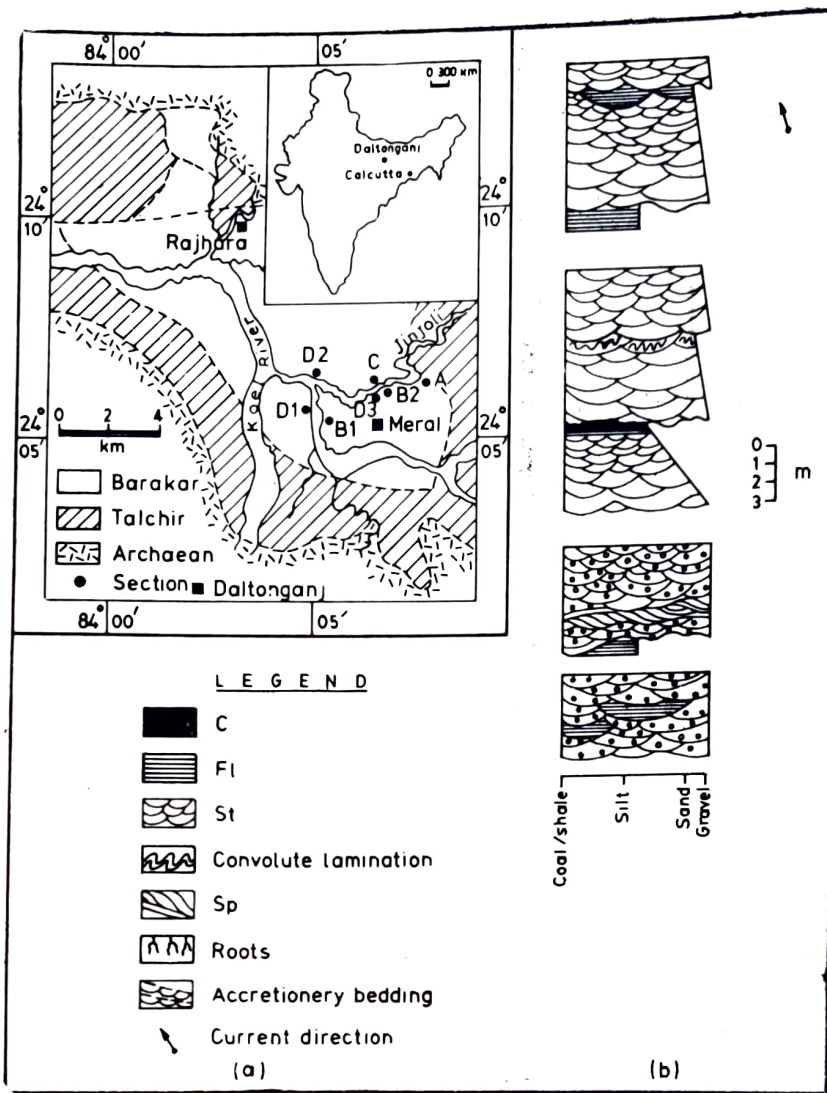 84° 00′ 05′
0 300 km
Daltonganj
Calcutta
24° 10′
24° 10′
Rajhara
Jinjoli
Koel River
D2
C
A
B2
D3
D1
B1
Meral
24° 05′
24° 05′
0 2 4
km
Barakar
Talchir
Archaean
Section
Daltonganj
84° 00′ 05′
L E G E N D
C
Fl
St
Convolute lamination
Sp
Roots
Accretionery bedding
Current direction
(a)
0
1
2
3
m
Coal/shale
Silt
Sand
Gravel
(b)